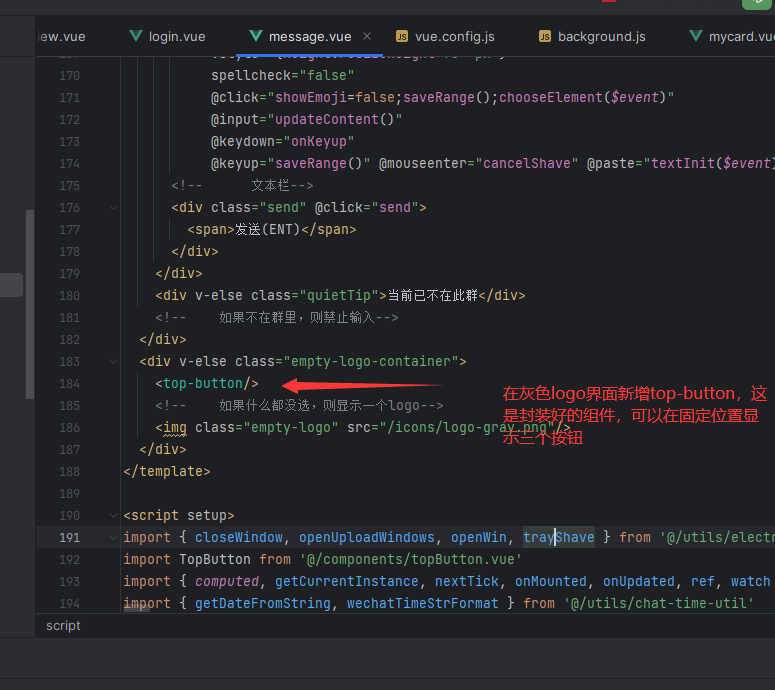 iew.vue login.vue message.vue × JS vue.config.js JS background.js mycard.vue
170 spellcheck="false"
171 @click="showEmoji=false;saveRange();chooseElement($event)"
172 @input="updateContent()"
173 @keydown="onKeyup"
174 @keyup="saveRange()" @mouseenter="cancelShave" @paste="textInit($event)
175 <!-- 文本栏-->
176 <div class="send" @click="send">
177 <span>发送(ENT)</span>
178 </div>
179 </div>
180 <div v-else class="quietTip">当前已不在此群</div>
181 <!-- 如果不在群里，则禁止输入-->
182 </div>
183 <div v-else class="empty-logo-container">
184 <top-button/>
185 <!-- 如果什么都没选，则显示一个logo-->
186 <img class="empty-logo" src="/icons/logo-gray.png"/>
187 </div>
188 </template>
在灰色logo界面新增top-button，这
是封装好的组件，可以在固定位置显
示三个按钮
189
190 <script setup>
191 import { closeWindow, openUploadWindows, openWin, trayShave } from '@/utils/electr
192 import TopButton from '@/components/topButton.vue'
193 import { computed, getCurrentInstance, nextTick, onMounted, onUpdated, ref, watch
194 import { getDateFromString, wechatTimeStrFormat } from '@/utils/chat-time-util'
script